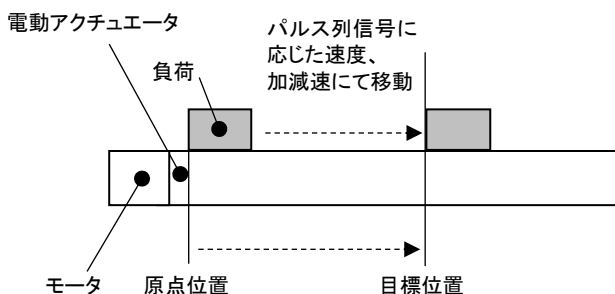 電動アクチュエータ
負荷
パルス列信号に
応じた速度、
加減速にて移動
モータ
原点位置
目標位置